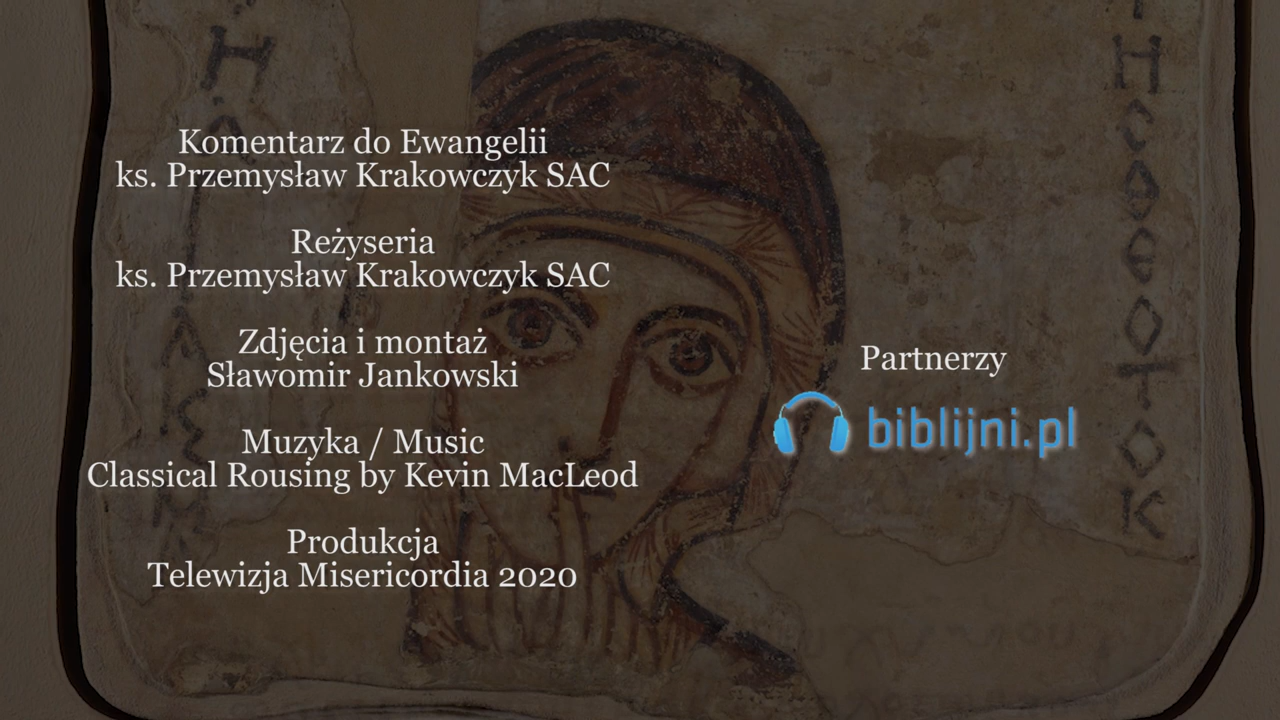 Komentarz do Ewangelii
ks. Przemysław Krakowczyk SAC
Reżyseria
ks. Przemysław Krakowczyk SAC
Zdjęcia i montaż
Sławomir Jankowski
Muzyka / Music
Classical Rousing by Kevin MacLeod
Produkcja
Telewizja Misericordia 2020
Partnerzy
biblijni.pl